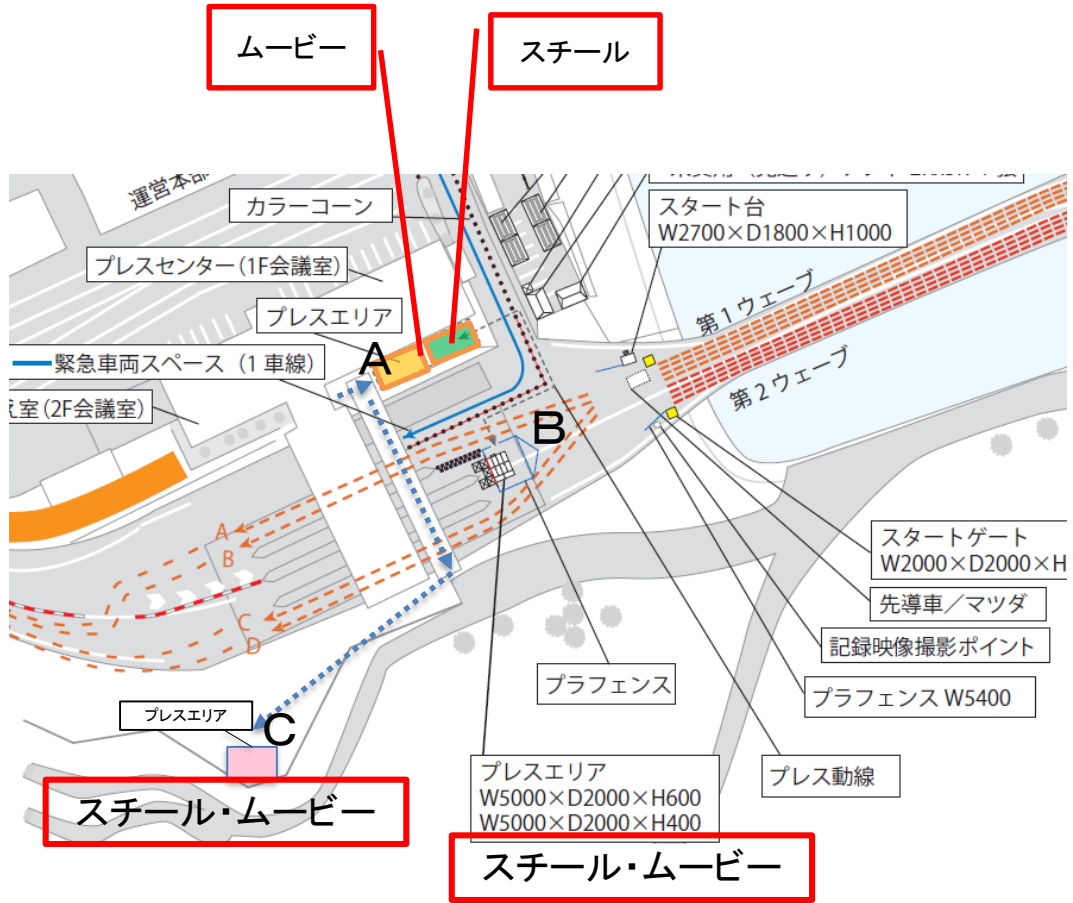 ムービー
スチール
運営本部
カラーコーン
スタート台
W2700×D1800×H1000
プレスセンター(1F会議室)
プレスエリア
第1ウェーブ
A
緊急車両スペース (1 車線)
第2ウェーブ
室(2F会議室)
B
A
B
スタートゲート
W2000×D2000×H
C
D
先導車／マツダ
記録映像撮影ポイント
プラフェンス
プラフェンス W5400
プレスエリア
C
プレスエリア
W5000×D2000×H600
W5000×D2000×H400
プレス動線
スチール・ムービー
スチール・ムービー